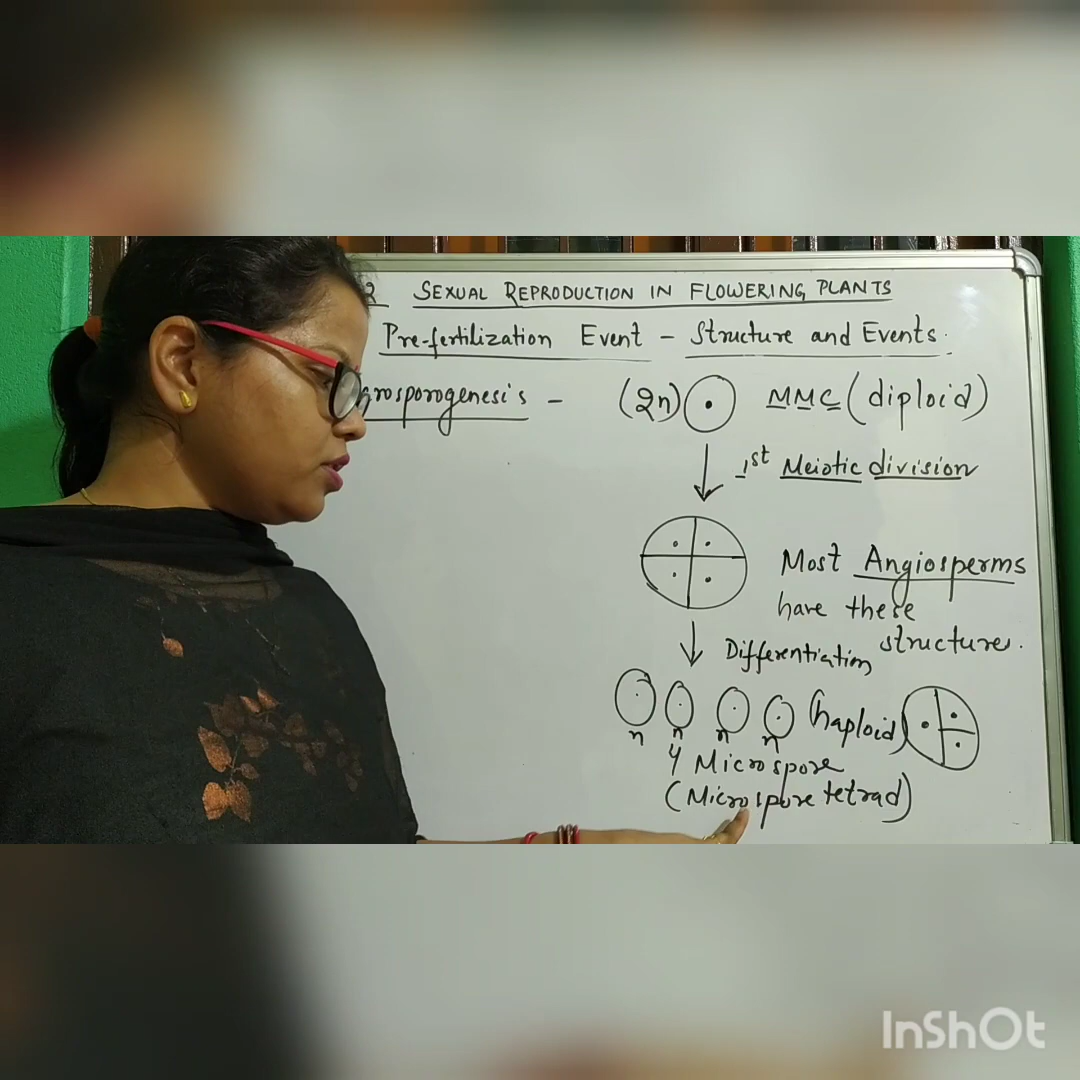 2 SEXUAL REPRODUCTION IN FLOWERING PLANTS
Pre-fertilization Event – Structure and Events.
(2n) MMC (diploid)
1st Meiotic division
Most Angiosperms
have these
structure.
Differentiation
n n n n (haploid)
4 Microspore
(Microspore tetrad)
InShOt